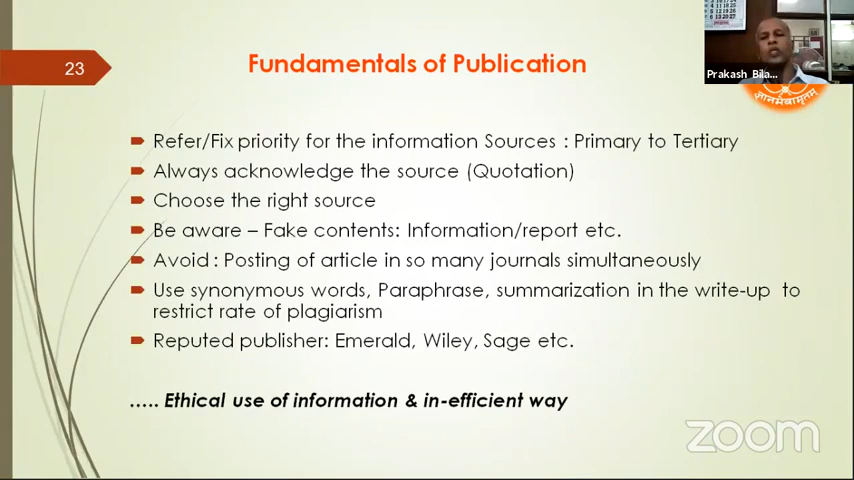 23
Fundamentals of Publication
Prakash Bila...
ज्ञानमेवामृतम्
Refer/Fix priority for the information Sources : Primary to Tertiary
Always acknowledge the source (Quotation)
Choose the right source
Be aware – Fake contents: Information/report etc.
Avoid : Posting of article in so many journals simultaneously
Use synonymous words, Paraphrase, summarization in the write-up to
restrict rate of plagiarism
Reputed publisher: Emerald, Wiley, Sage etc.
..... Ethical use of information & in-efficient way
zoom